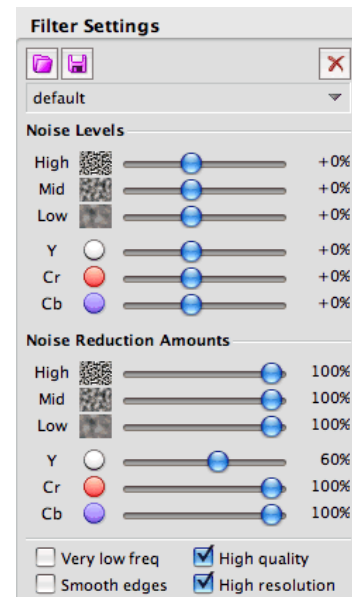 Filter Settings
default
Noise Levels
High +0%
Mid +0%
Low +0%
Y +0%
Cr +0%
Cb +0%
Noise Reduction Amounts
High 100%
Mid 100%
Low 100%
Y 60%
Cr 100%
Cb 100%
Very low freq High quality
Smooth edges High resolution